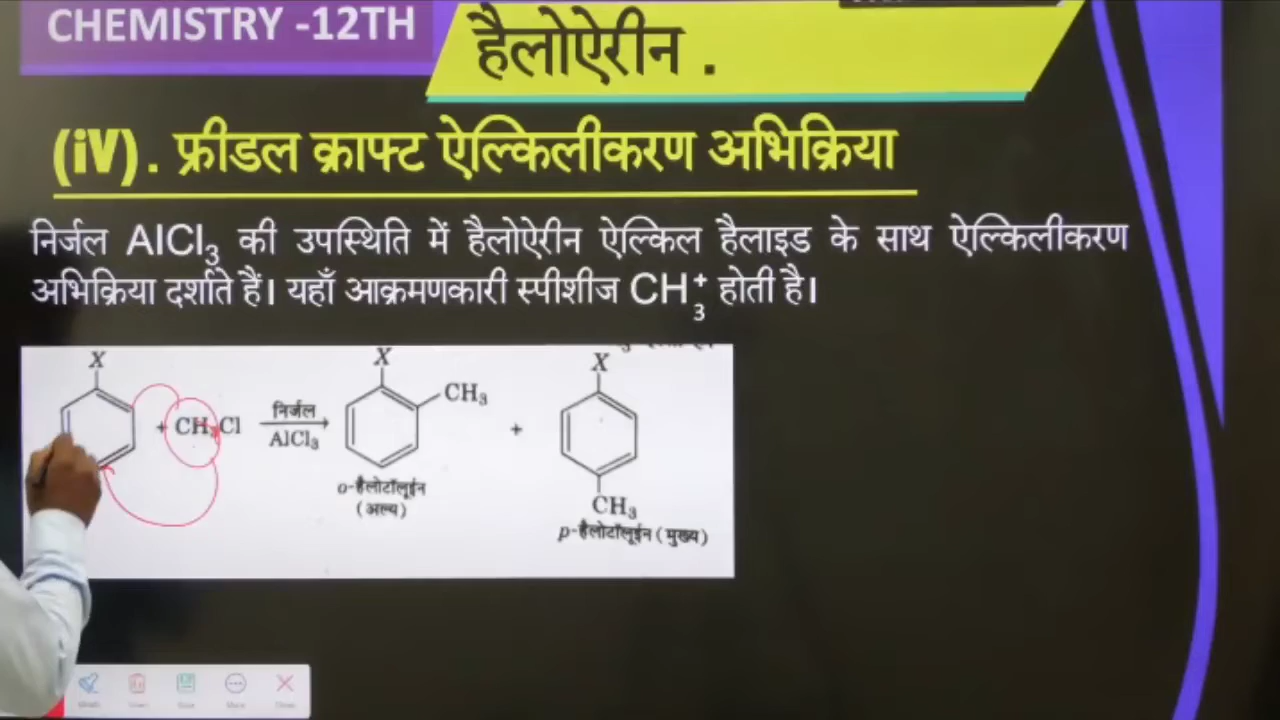 CHEMISTRY -12TH
हैलोऐरीन .
(iV). फ्रीडल क्राफ्ट ऐल्किलीकरण अभिक्रिया
निर्जल AlCl₃ की उपस्थिति में हैलोऐरीन ऐल्किल हैलाइड के साथ ऐल्किलीकरण
अभिक्रिया दर्शाते हैं। यहाँ आक्रमणकारी स्पीशीज CH₃⁺ होती है।
X
X
X
+ CH₃Cl
निर्जल
AlCl₃
CH₃
+
o-हैलोटॉलूईन
(अल्प)
CH₃
p-हैलोटॉलूईन (मुख्य)